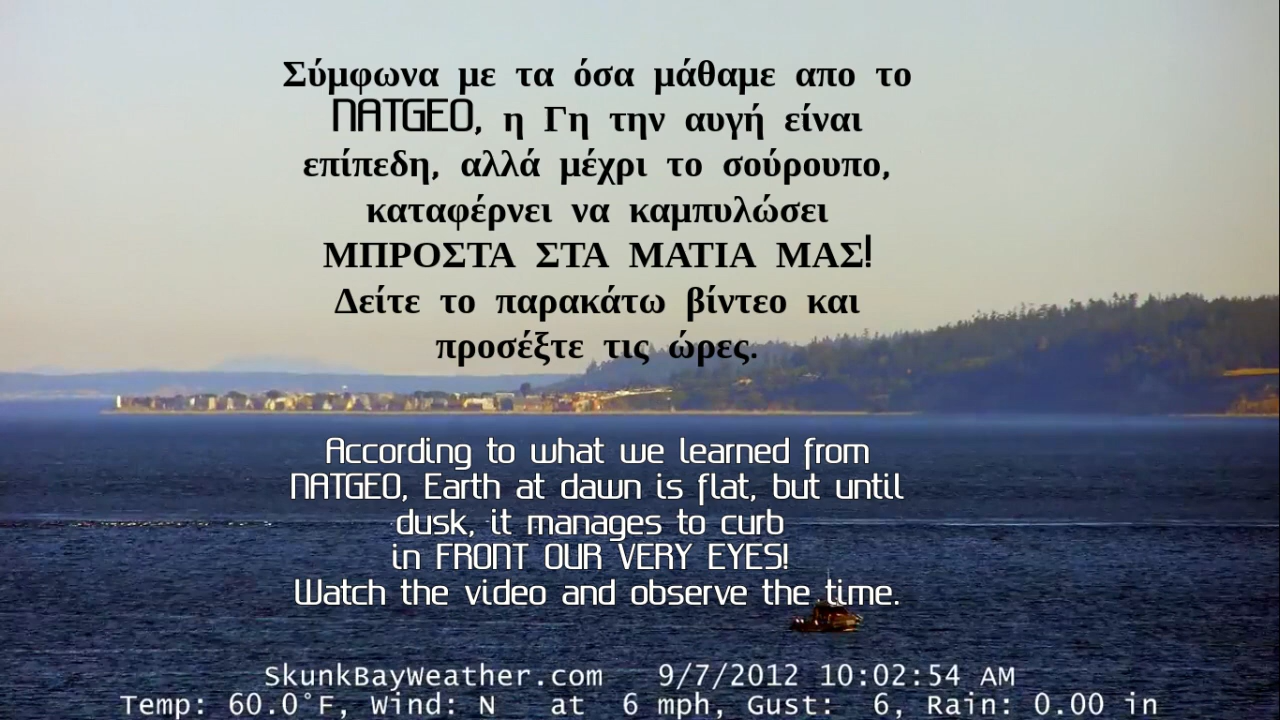 Σύμφωνα με τα όσα μάθαμε απο το
NATGEO, η Γη την αυγή είναι
επίπεδη, αλλά μέχρι το σούρουπο,
καταφέρνει να καμπυλώσει
ΜΠΡΟΣΤΑ ΣΤΑ ΜΑΤΙΑ ΜΑΣ!
Δείτε το παρακάτω βίντεο και
προσέξτε τις ώρες.
According to what we learned from
NATGEO, Earth at dawn is flat, but until
dusk, it manages to curb
in FRONT OUR VERY EYES!
Watch the video and observe the time.
SkunkBayWeather.com 9/7/2012 10:02:54 AM
Temp: 60.0°F, Wind: N at 6 mph, Gust: 6, Rain: 0.00 in